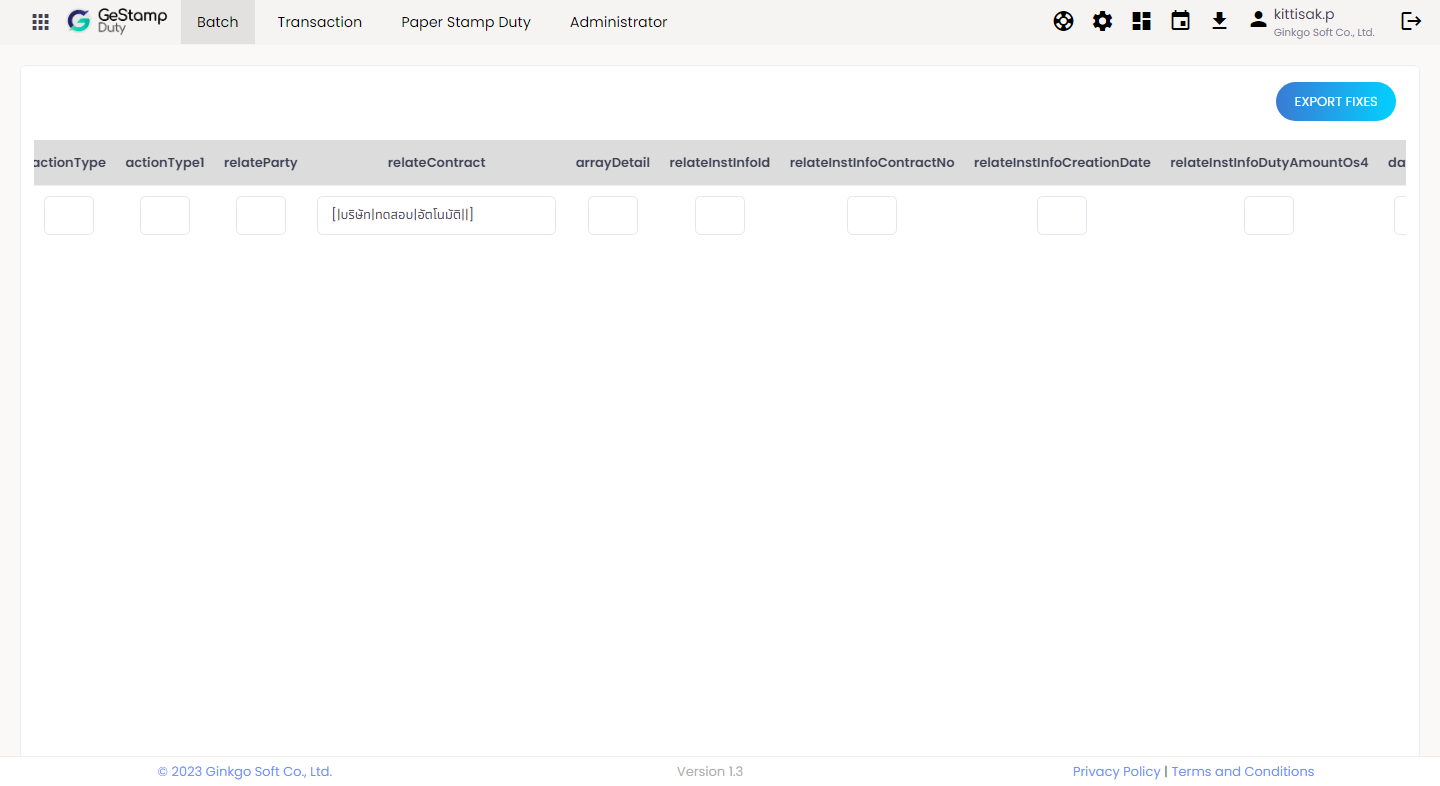 GeStamp
Duty
Batch
Transaction
Paper Stamp Duty
Administrator
kittisak.p
Ginkgo Soft Co., Ltd.
EXPORT FIXES
actionType
actionType1
relateParty
relateContract
arrayDetail
relateInstInfoId
relateInstInfoContractNo
relateInstInfoCreationDate
relateInstInfoDutyAmountOs4
da
[|บริษัท|ทดสอบ|อัตโนมัติ||]
© 2023 Ginkgo Soft Co., Ltd.
Version 1.3
Privacy Policy | Terms and Conditions